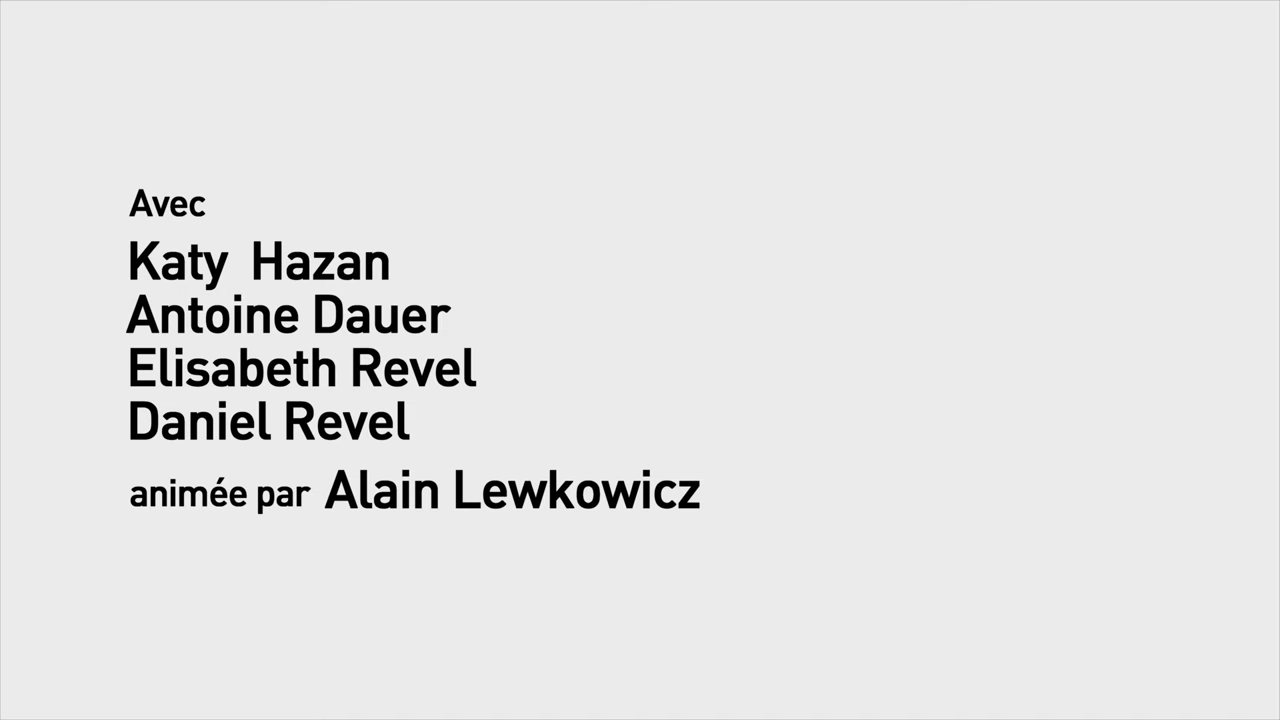 Avec
Katy Hazan
Antoine Dauer
Elisabeth Revel
Daniel Revel
animée par Alain Lewkowicz